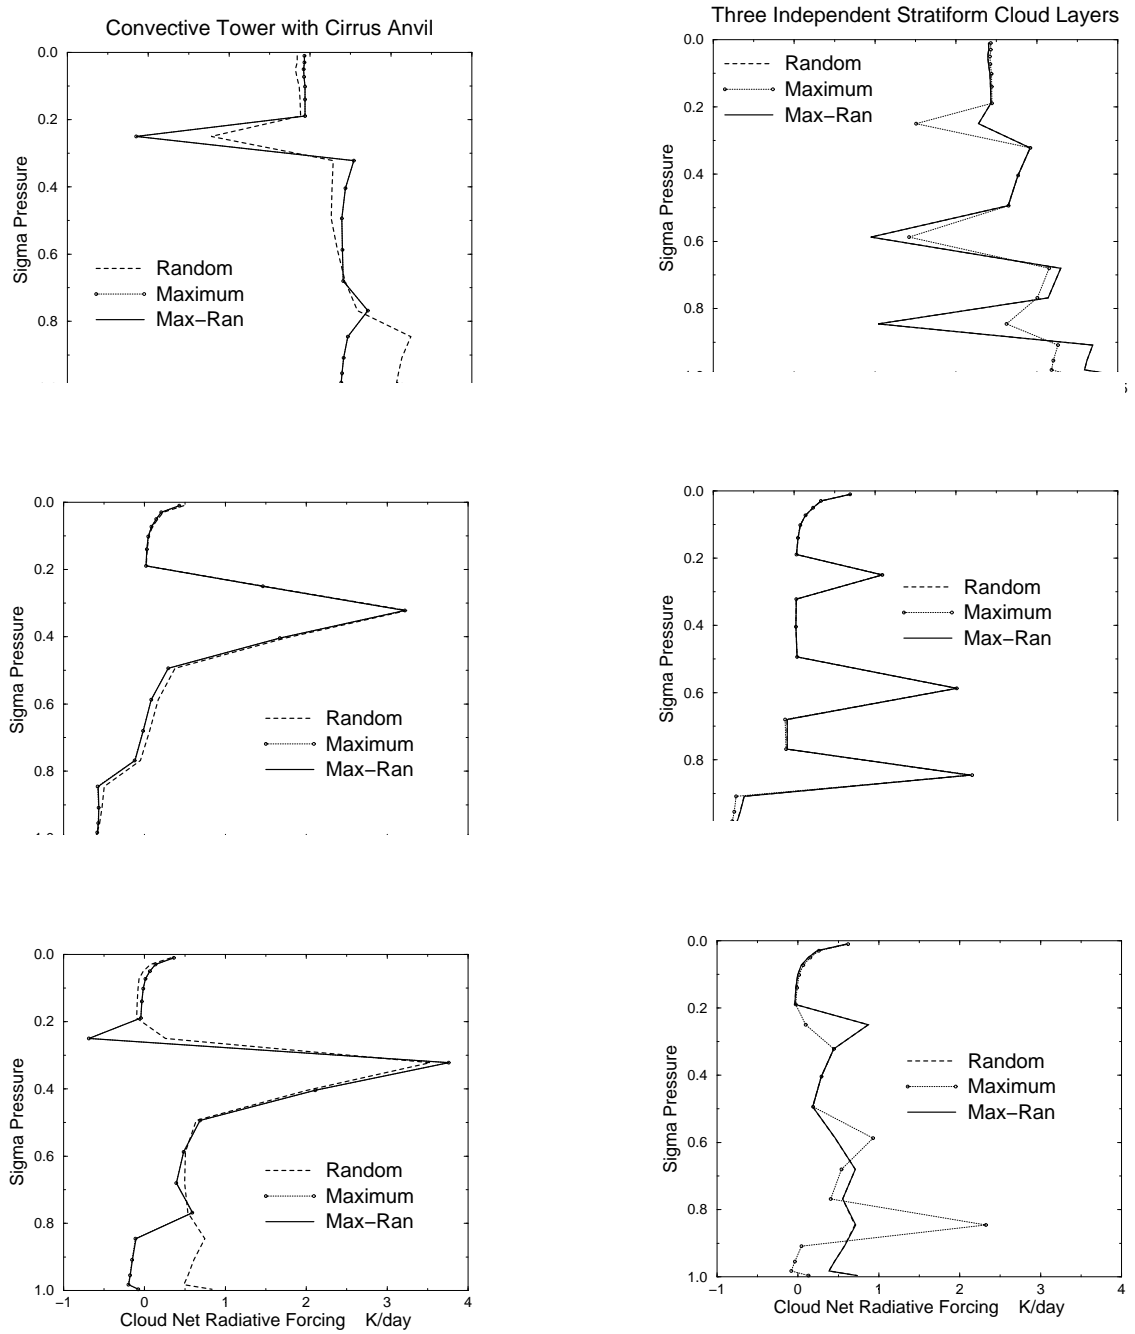 Convective Tower with Cirrus Anvil
0.0
0.2
0.4
0.6
0.8
Sigma Pressure
Random
Maximum
Max−Ran
Three Independent Stratiform Cloud Layers
0.0
0.2
0.4
0.6
0.8
Sigma Pressure
Random
Maximum
Max−Ran
0.0
0.2
0.4
0.6
0.8
1.0
Sigma Pressure
Random
Maximum
Max−Ran
0.0
0.2
0.4
0.6
0.8
Sigma Pressure
Random
Maximum
Max−Ran
0.0
0.2
0.4
0.6
0.8
1.0
Sigma Pressure
Random
Maximum
Max−Ran
−1 0 1 2 3 4
Cloud Net Radiative Forcing K/day
0.0
0.2
0.4
0.6
0.8
1.0
Sigma Pressure
Random
Maximum
Max−Ran
−1 0 1 2 3 4
Cloud Net Radiative Forcing K/day